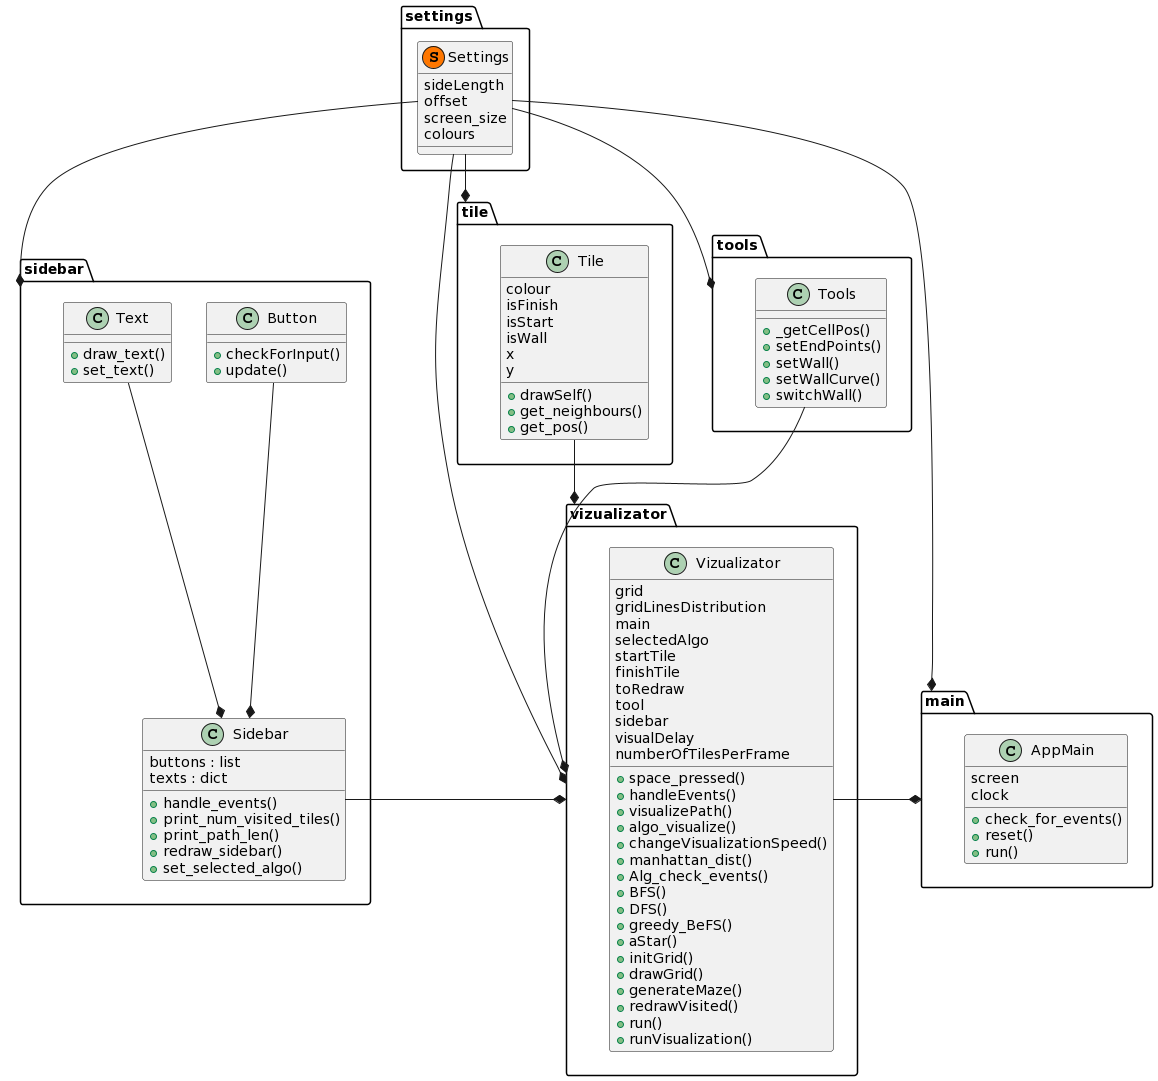 settings
S Settings
sideLength
offset
screen_size
colours
tile
C Tile
colour
isFinish
isStart
isWall
x
y
drawSelf()
get_neighbours()
get_pos()
tools
C Tools
_getCellPos()
setEndPoints()
setWall()
setWallCurve()
switchWall()
sidebar
C Text
draw_text()
set_text()
C Button
checkForInput()
update()
C Sidebar
buttons : list
texts : dict
handle_events()
print_num_visited_tiles()
print_path_len()
redraw_sidebar()
set_selected_algo()
vizualizator
C Vizualizator
grid
gridLinesDistribution
main
selectedAlgo
startTile
finishTile
toRedraw
tool
sidebar
visualDelay
numberOfTilesPerFrame
space_pressed()
handleEvents()
visualizePath()
algo_visualize()
changeVisualizationSpeed()
manhattan_dist()
Alg_check_events()
BFS()
DFS()
greedy_BeFS()
aStar()
initGrid()
drawGrid()
generateMaze()
redrawVisited()
run()
runVisualization()
main
C AppMain
screen
clock
check_for_events()
reset()
run()